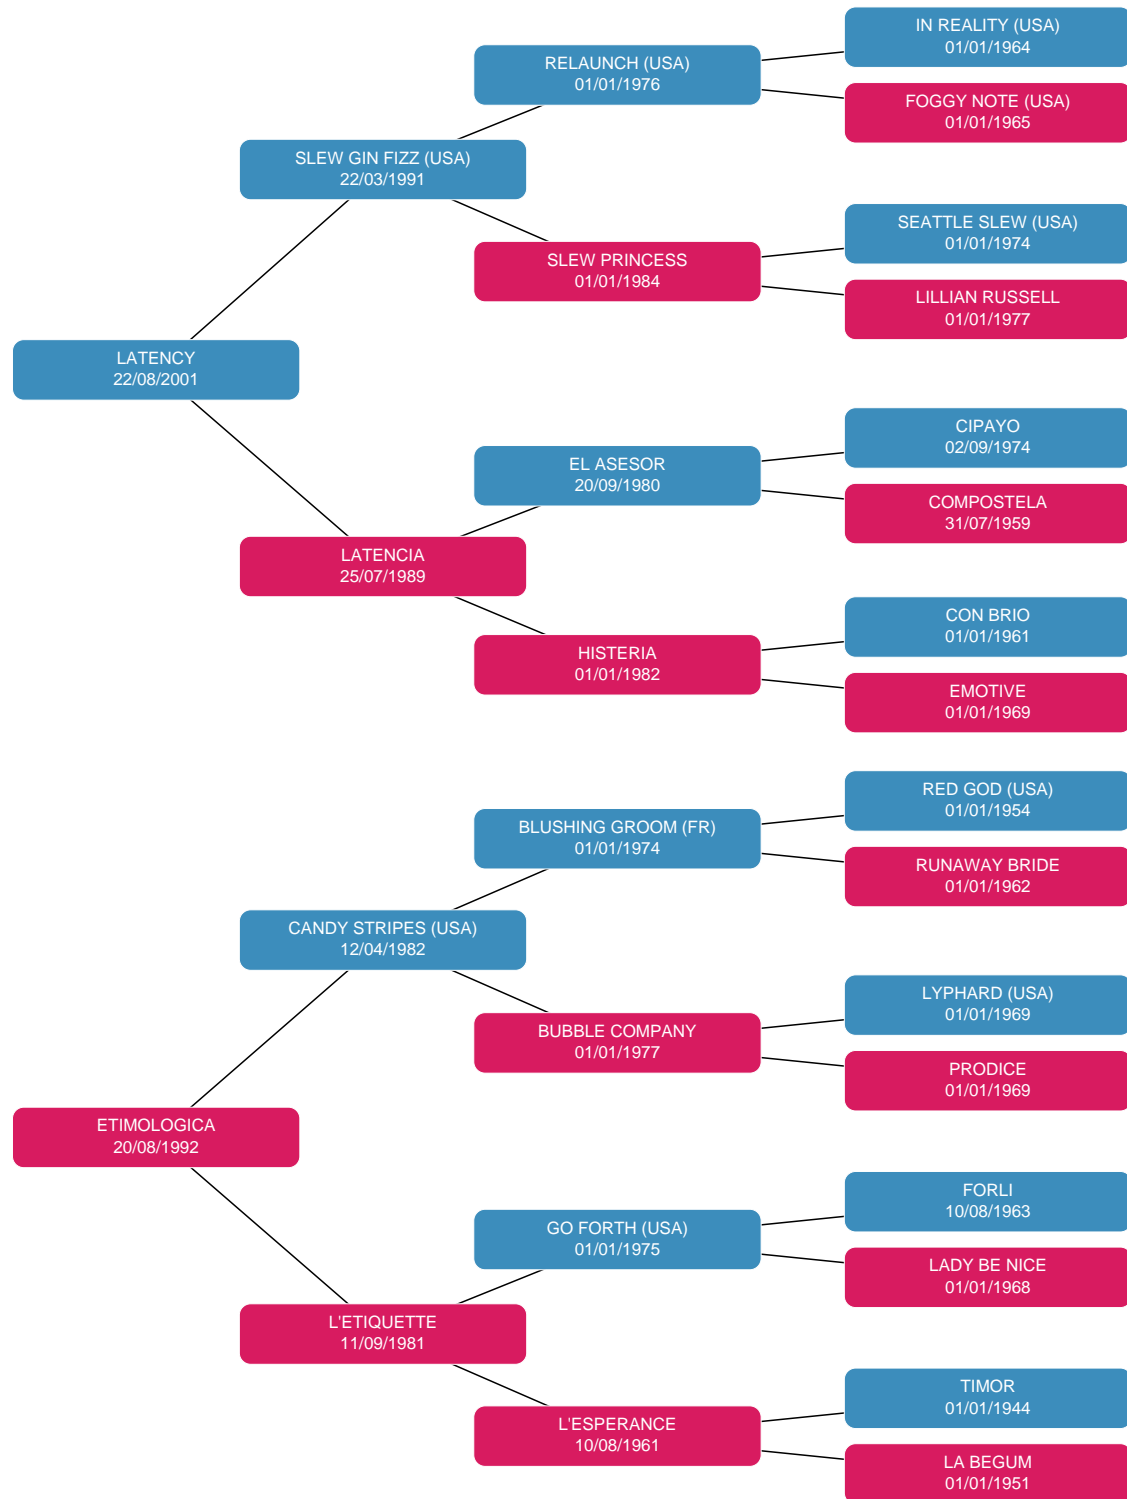 IN REALITY (USA)
01/01/1964
RELAUNCH (USA)
01/01/1976
FOGGY NOTE (USA)
01/01/1965
SLEW GIN FIZZ (USA)
22/03/1991
SEATTLE SLEW (USA)
01/01/1974
SLEW PRINCESS
01/01/1984
LILLIAN RUSSELL
01/01/1977
LATENCY
22/08/2001
CIPAYO
02/09/1974
EL ASESOR
20/09/1980
COMPOSTELA
31/07/1959
LATENCIA
25/07/1989
CON BRIO
01/01/1961
HISTERIA
01/01/1982
EMOTIVE
01/01/1969
RED GOD (USA)
01/01/1954
BLUSHING GROOM (FR)
01/01/1974
RUNAWAY BRIDE
01/01/1962
CANDY STRIPES (USA)
12/04/1982
LYPHARD (USA)
01/01/1969
BUBBLE COMPANY
01/01/1977
PRODICE
01/01/1969
ETIMOLOGICA
20/08/1992
FORLI
10/08/1963
GO FORTH (USA)
01/01/1975
LADY BE NICE
01/01/1968
L'ETIQUETTE
11/09/1981
TIMOR
01/01/1944
L'ESPERANCE
10/08/1961
LA BEGUM
01/01/1951